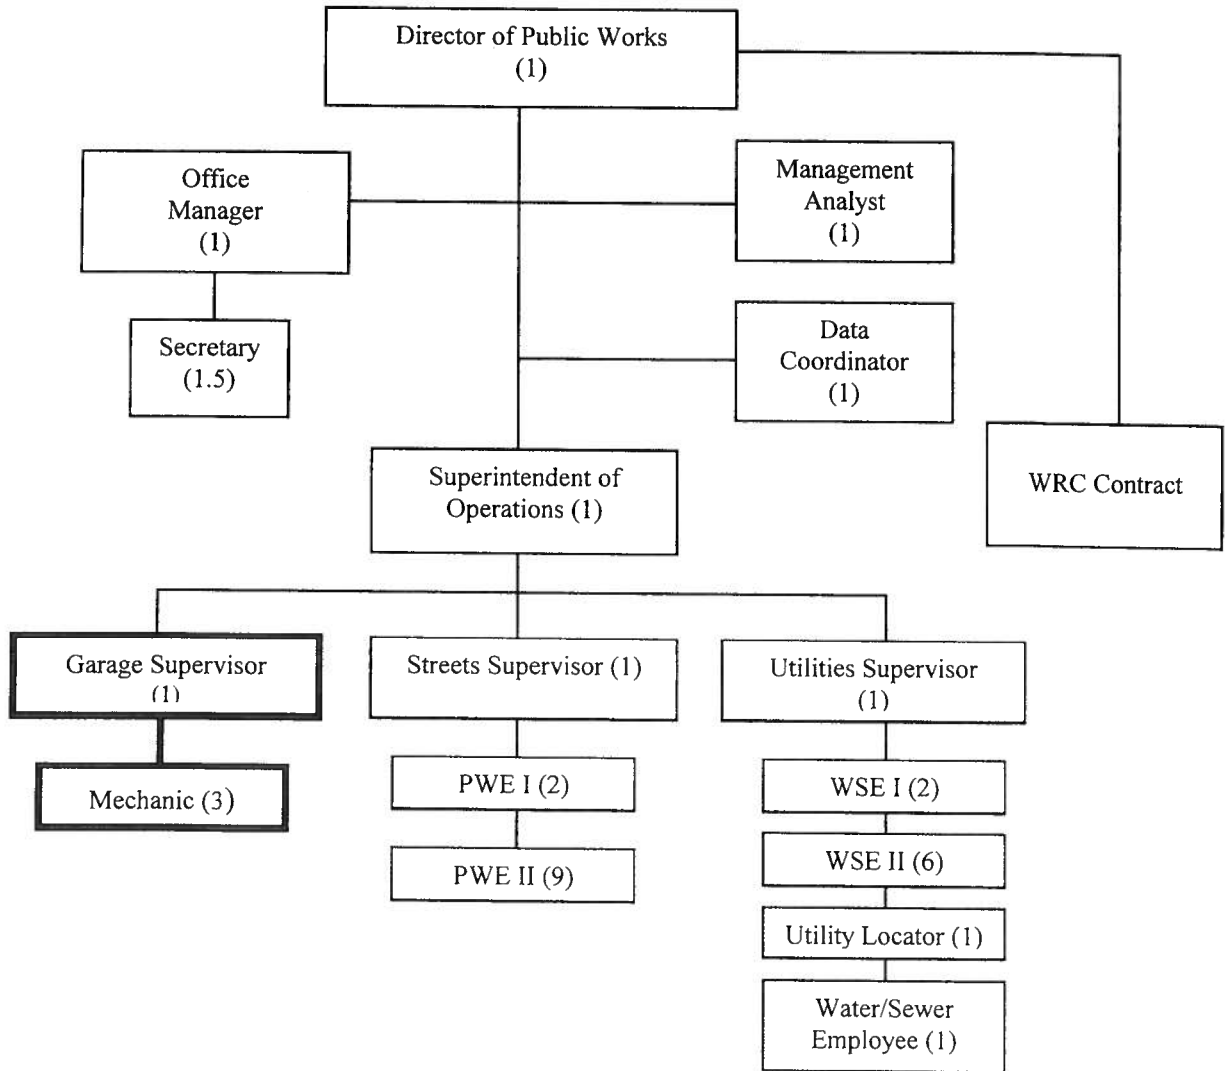 Director of Public Works
(1)
Office
Manager
(1)
Management
Analyst
(1)
Secretary
(1.5)
Data
Coordinator
(1)
Superintendent of
Operations (1)
WRC Contract
Garage Supervisor
(1)
Streets Supervisor (1)
Utilities Supervisor
(1)
Mechanic (3)
PWE I (2)
PWE II (9)
WSE I (2)
WSE II (6)
Utility Locator (1)
Water/Sewer
Employee (1)